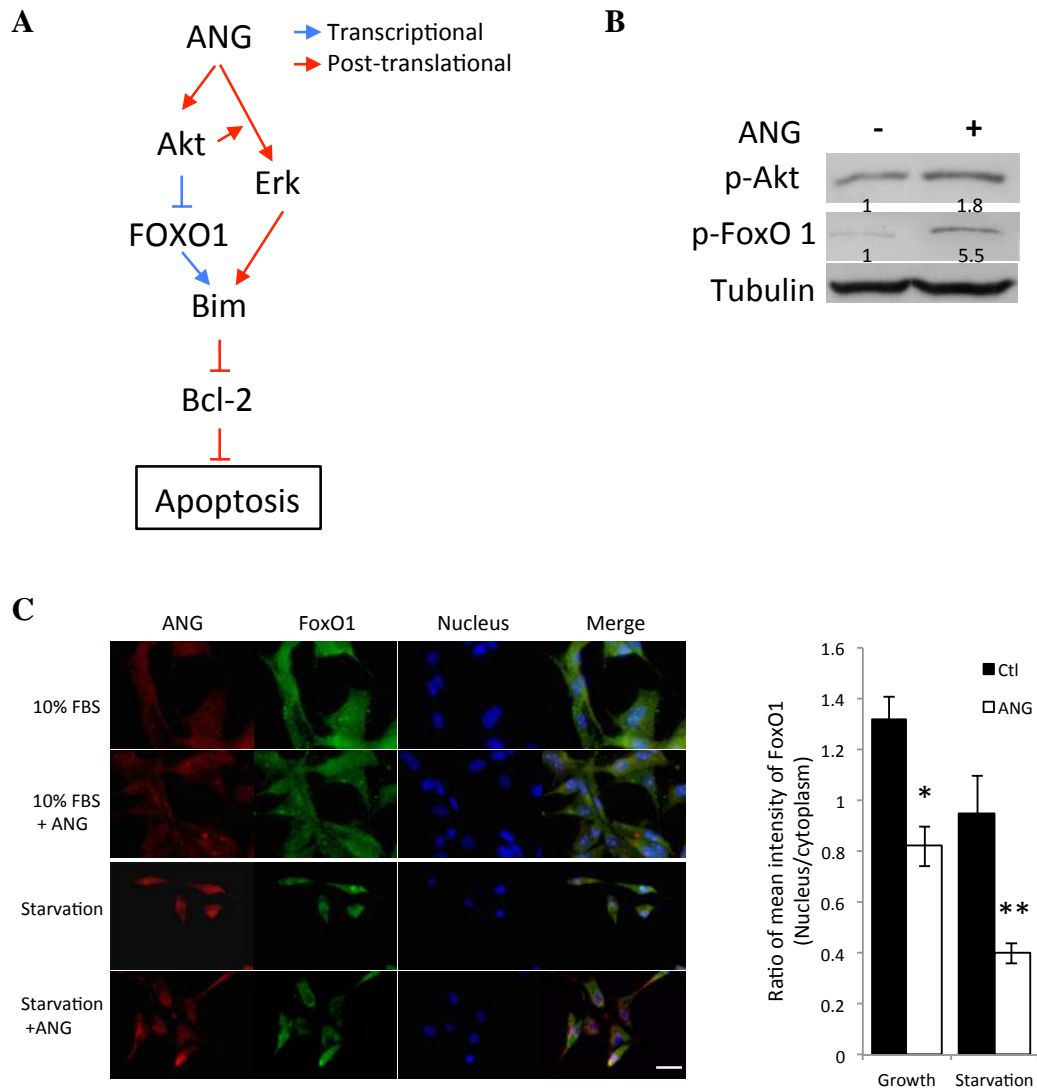 A
ANG
Transcriptional
Post-translational
Akt
Erk
FOXO1
Bim
Bcl-2
Apoptosis
B
ANG - +
p-Akt
1 1.8
p-FoxO 1
1 5.5
Tubulin
C
ANG FoxO1 Nucleus Merge
10% FBS
10% FBS
+ ANG
Starvation
Starvation
+ANG
Ratio of mean intensity of FoxO1
(Nucleus/cytoplasm)
1.6
1.4
1.2
1
0.8
0.6
0.4
0.2
0
Ctl
ANG
*
**
Growth Starvation